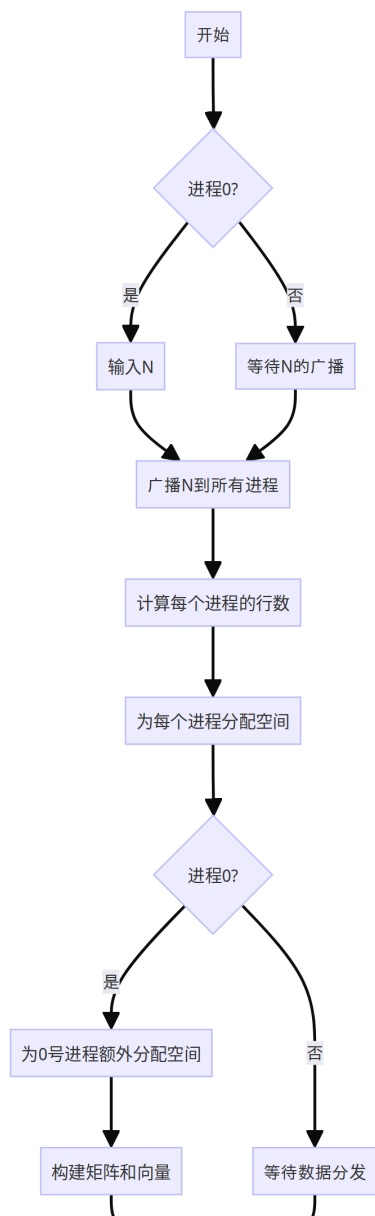 开始
进程0?
是
否
输入N
等待N的广播
广播N到所有进程
计算每个进程的行数
为每个进程分配空间
进程0?
是
为0号进程额外分配空间
否
构建矩阵和向量
等待数据分发